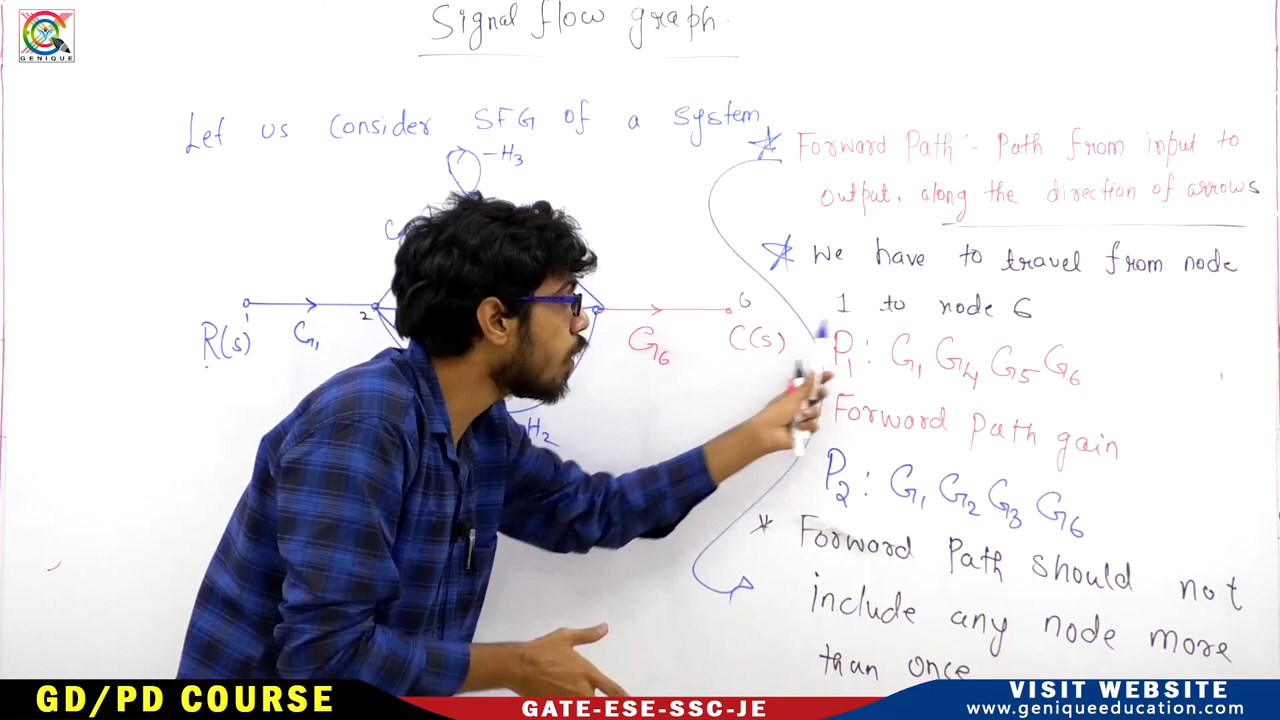 Signal flow graph.
GENIQUE
Let us consider SFG of a system
-H3
* Forward Path :- Path from input to
output, along the direction of arrows
* We have to travel from node
1 to node 6
P1 : G1 G4 G5 G6
Forward Path gain
P2 : G1 G2 G3 G6
* Forward Path should not
include any node more
than once
1
2
6
R(s)
G1
G6
C(s)
H2
GD/PD COURSE
GATE-ESE-SSC-JE
VISIT WEBSITE
www.geniqueeducation.com